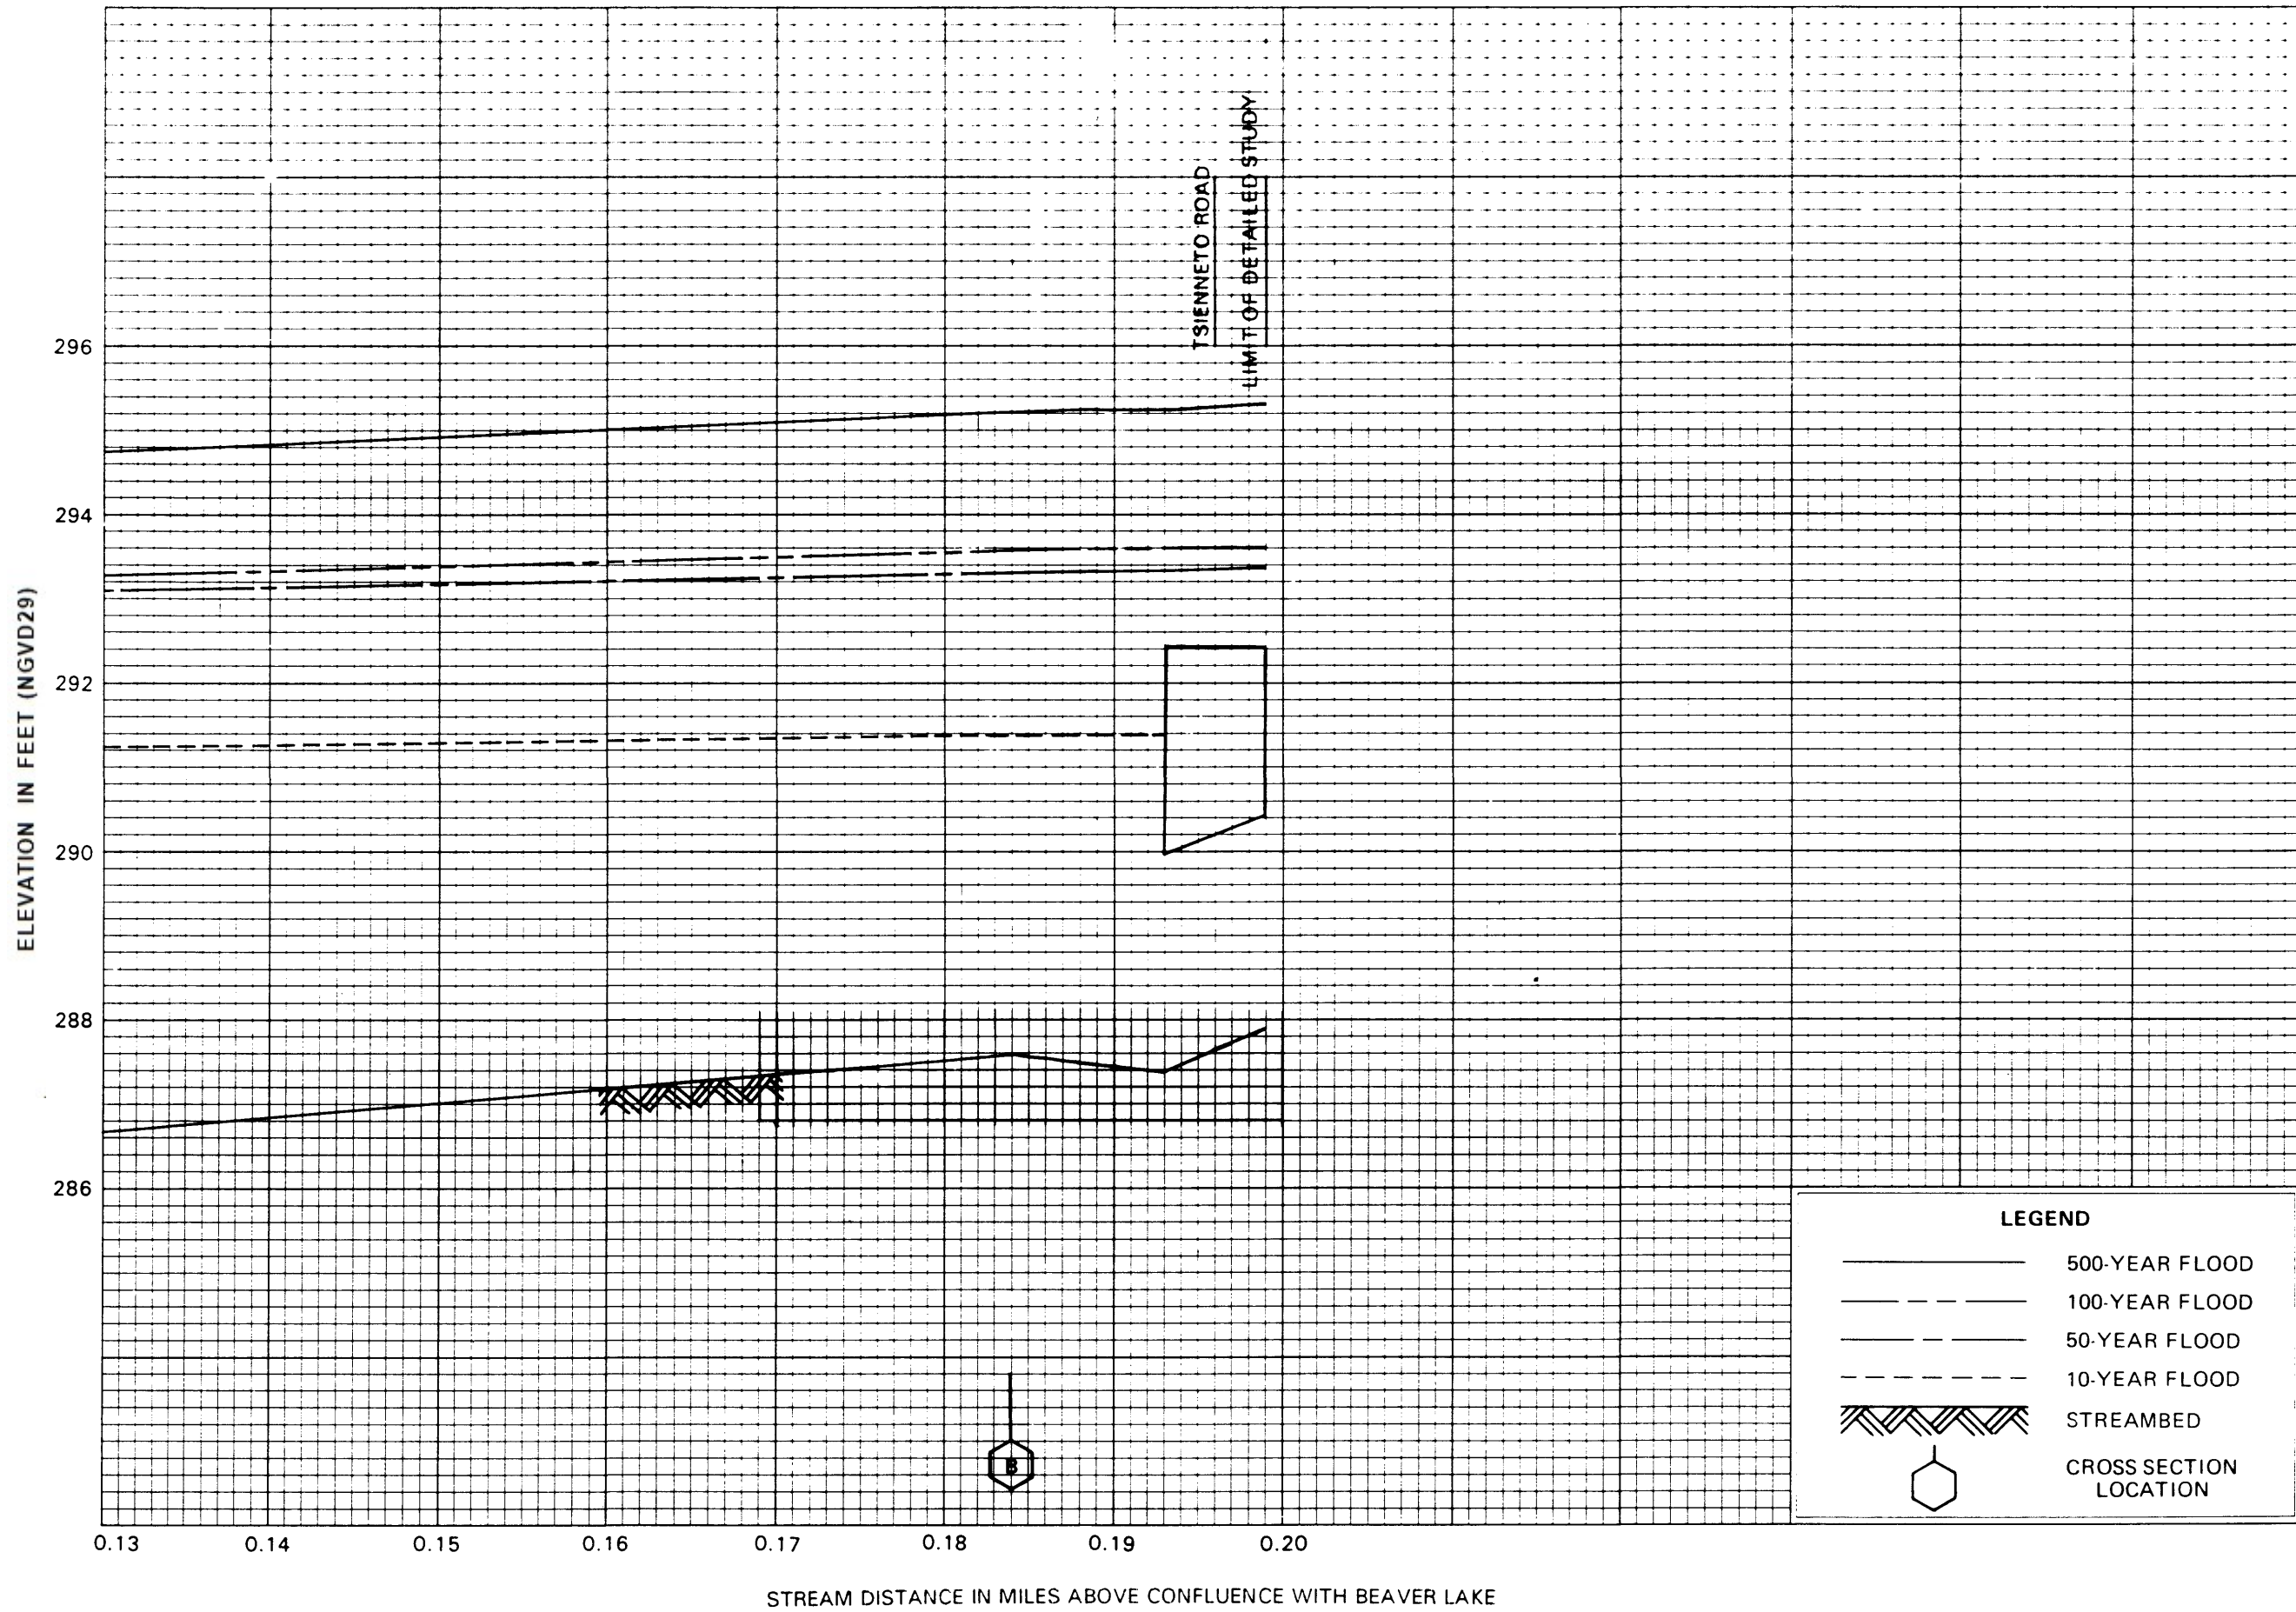 TSIENNETO ROAD
LIMIT OF DETAILED STUDY
ELEVATION IN FEET (NGVD29)
296
294
292
290
288
286
B
LEGEND
500-YEAR FLOOD
100-YEAR FLOOD
50-YEAR FLOOD
10-YEAR FLOOD
STREAMBED
CROSS SECTION
LOCATION
0.13 0.14 0.15 0.16 0.17 0.18 0.19 0.20
STREAM DISTANCE IN MILES ABOVE CONFLUENCE WITH BEAVER LAKE